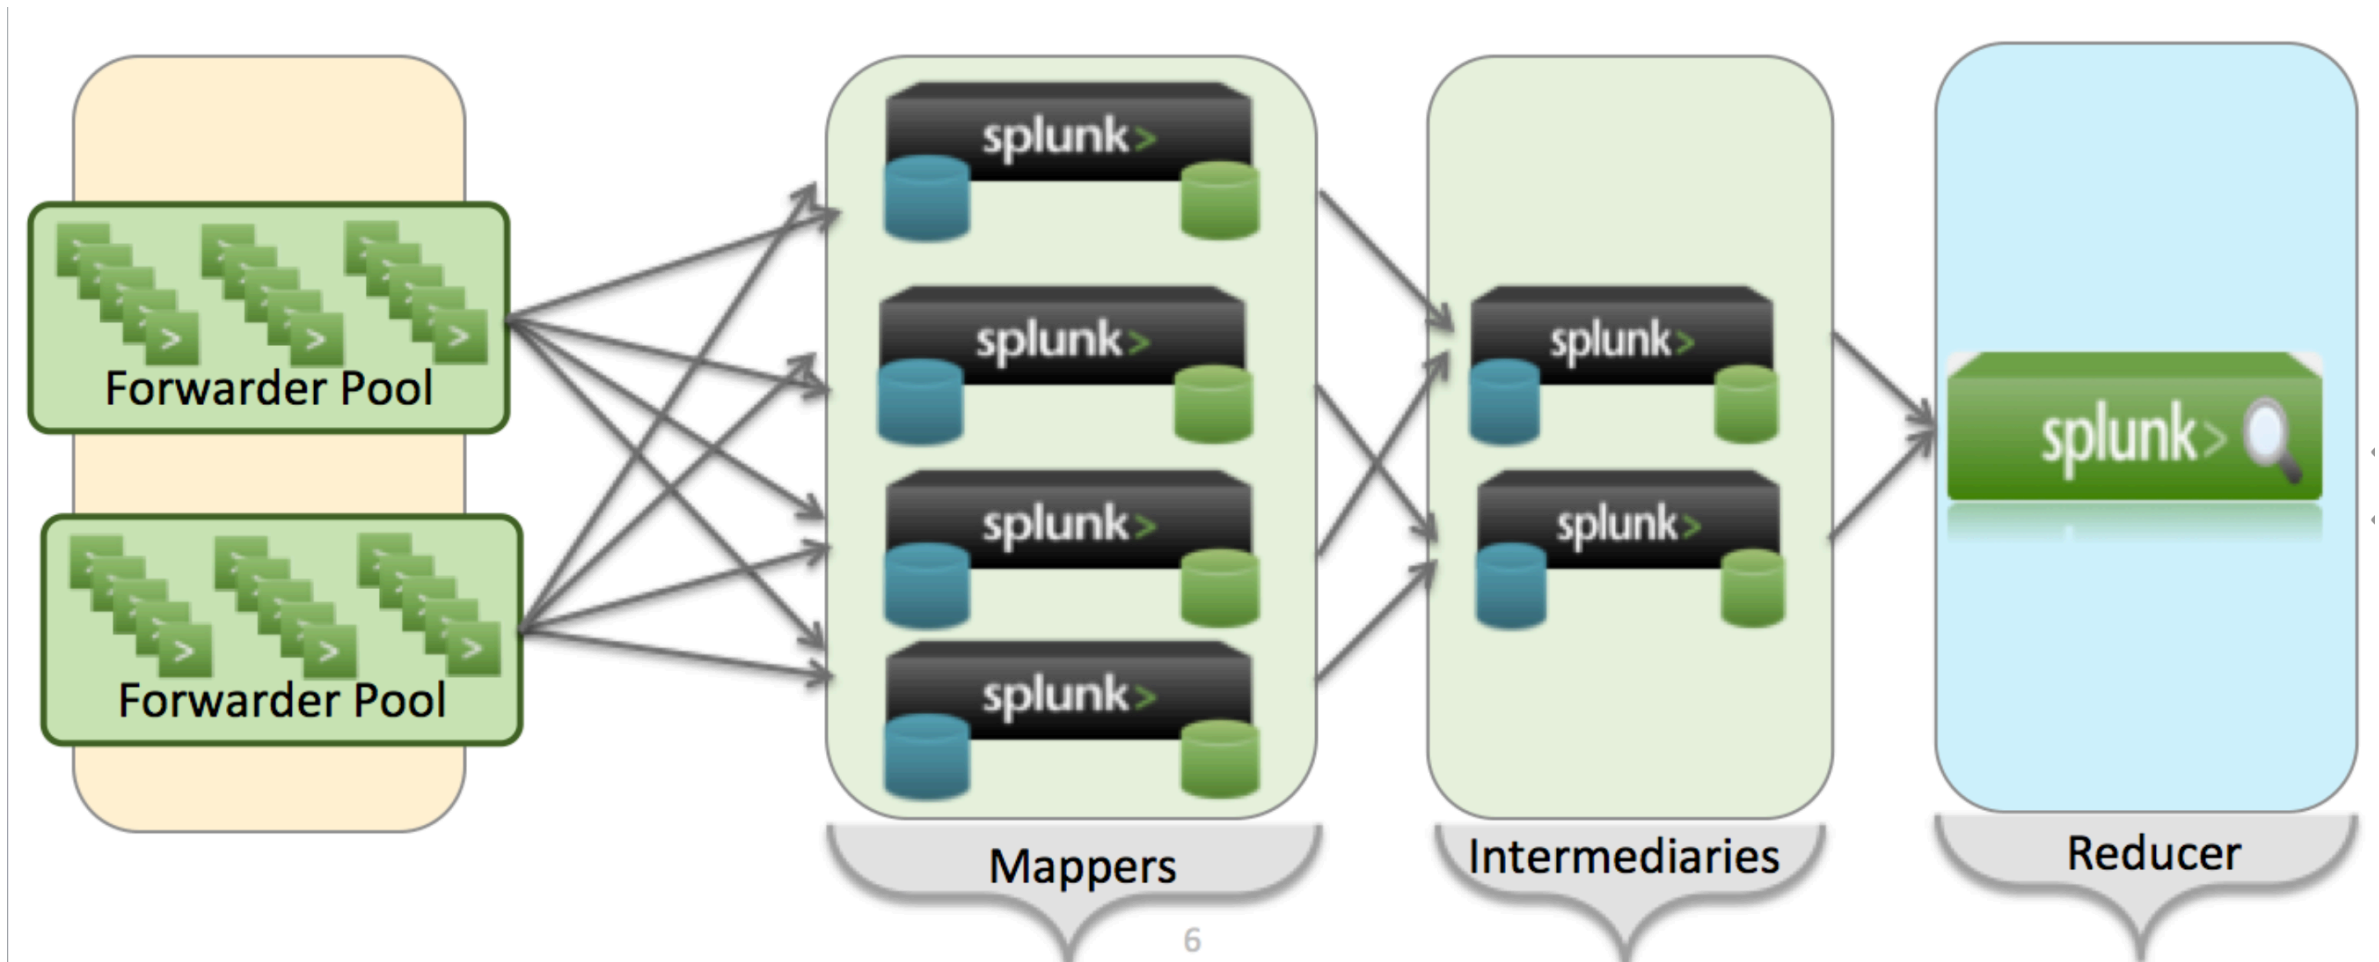 Forwarder Pool
Forwarder Pool
splunk>
splunk>
splunk>
splunk>
Mappers
splunk>
splunk>
Intermediaries
splunk>
Reducer
6